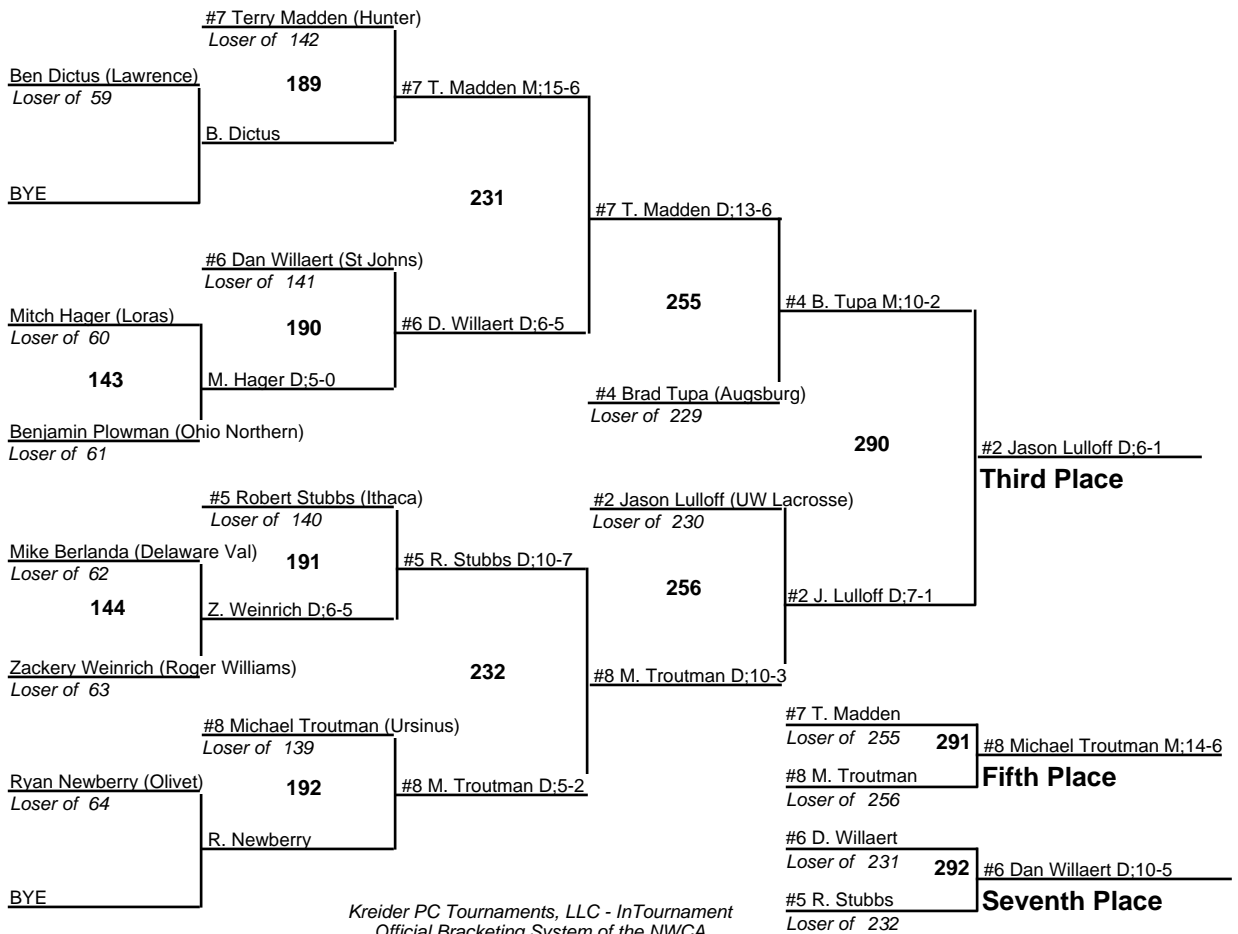 #7 Terry Madden (Hunter)
Loser of 142
Ben Dictus (Lawrence)
Loser of 59
189
#7 T. Madden M;15-6
B. Dictus
BYE
231
#7 T. Madden D;13-6
#6 Dan Willaert (St Johns)
Loser of 141
Mitch Hager (Loras)
Loser of 60
190
#6 D. Willaert D;6-5
255
#4 B. Tupa M;10-2
143
M. Hager D;5-0
#4 Brad Tupa (Augsburg)
Loser of 229
Benjamin Plowman (Ohio Northern)
Loser of 61
290
#2 Jason Lulloff D;6-1
Third Place
#5 Robert Stubbs (Ithaca)
Loser of 140
#2 Jason Lulloff (UW Lacrosse)
Loser of 230
Mike Berlanda (Delaware Val)
Loser of 62
191
#5 R. Stubbs D;10-7
144
Z. Weinrich D;6-5
256
#2 J. Lulloff D;7-1
Zackery Weinrich (Roger Williams)
Loser of 63
232
#8 M. Troutman D;10-3
#8 Michael Troutman (Ursinus)
Loser of 139
#7 T. Madden
Loser of 255
291
#8 Michael Troutman M;14-6
Fifth Place
Ryan Newberry (Olivet)
Loser of 64
192
#8 M. Troutman D;5-2
#8 M. Troutman
Loser of 256
R. Newberry
#6 D. Willaert
Loser of 231
292
#6 Dan Willaert D;10-5
Seventh Place
BYE
#5 R. Stubbs
Loser of 232
Kreider PC Tournaments, LLC - InTournament
Official Bracketing System of the NWCA